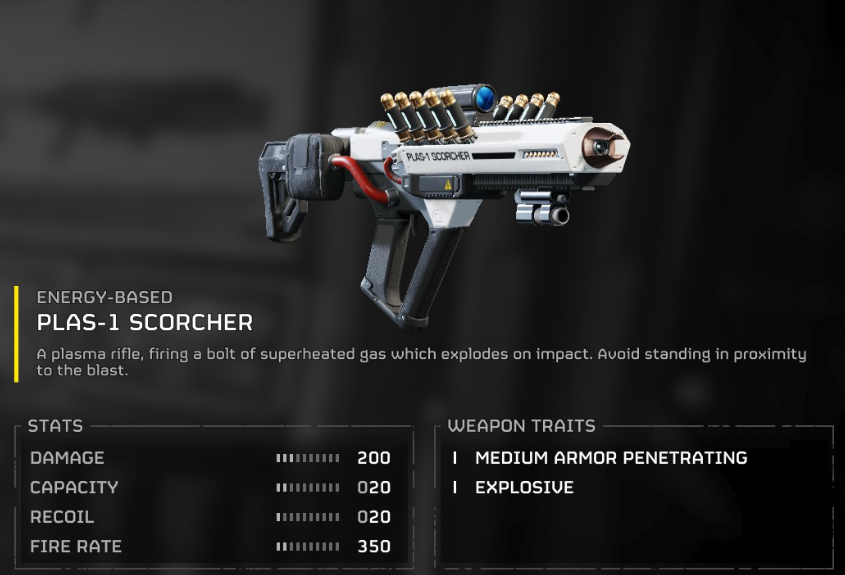 PLAS-1 SCORCHER
ENERGY-BASED
PLAS-1 SCORCHER
A plasma rifle, firing a bolt of superheated gas which explodes on impact. Avoid standing in proximity
to the blast.
STATS
DAMAGE 200
CAPACITY 020
RECOIL 020
FIRE RATE 350
WEAPON TRAITS
I MEDIUM ARMOR PENETRATING
I EXPLOSIVE